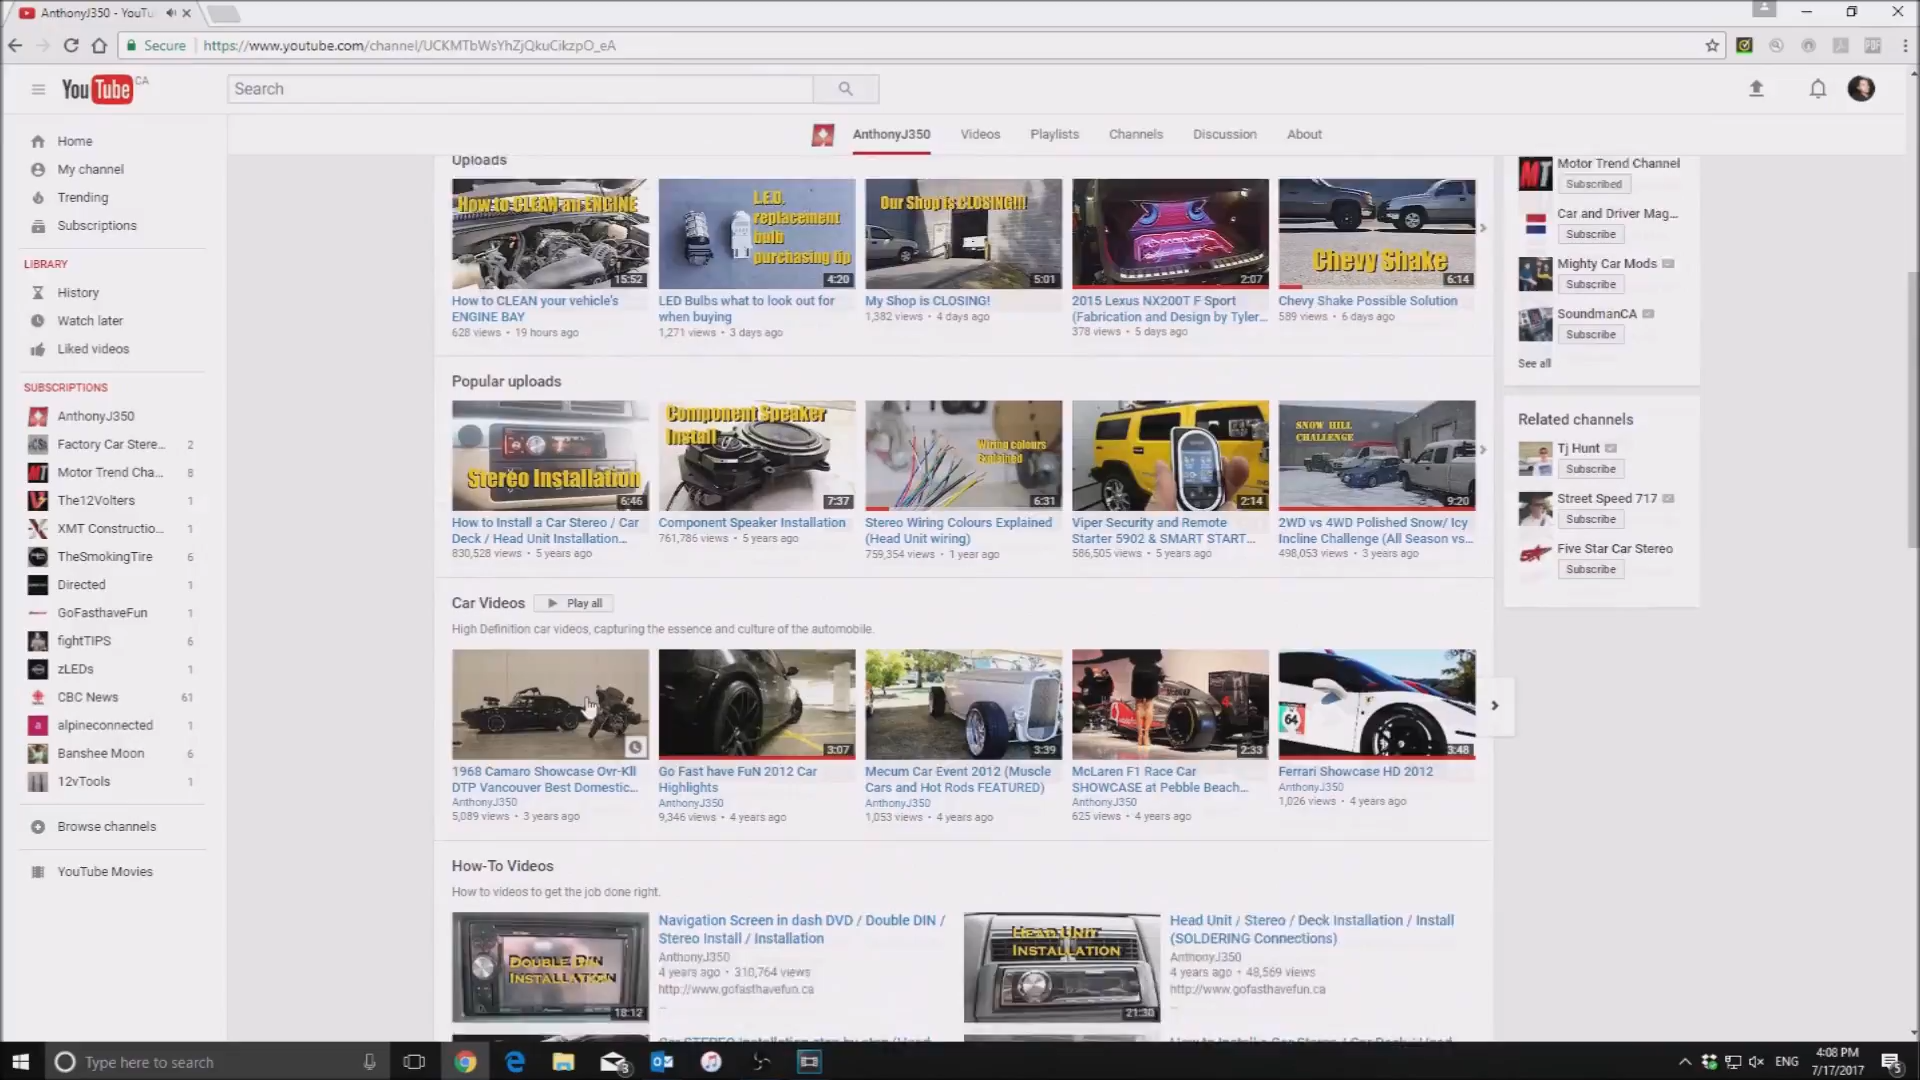 AnthonyJ350 - YouTu
Secure
https://www.youtube.com/channel/UCKMTbWsYhZjQkuCikzpO_eA
YouTube CA
Search
AnthonyJ350
Videos
Playlists
Channels
Discussion
About
Home
My channel
Trending
Subscriptions
LIBRARY
History
Watch later
Liked videos
SUBSCRIPTIONS
AnthonyJ350
Factory Car Stere... 2
Motor Trend Cha... 8
The12Volters 1
XMT Constructio... 1
TheSmokingTire 6
Directed 1
GoFasthaveFun 1
fightTIPS 6
zLEDs 1
CBC News 61
alpineconnected 1
Banshee Moon 6
12vTools 1
Browse channels
YouTube Movies
Uploads
How to CLEAN an ENGINE
15:52
How to CLEAN your vehicle's
ENGINE BAY
628 views • 19 hours ago
L.E.D.
replacement
bulb
purchasing tip
4:20
LED Bulbs what to look out for
when buying
1,271 views • 3 days ago
Our Shop is CLOSING!!!
5:01
My Shop is CLOSING!
1,382 views • 4 days ago
2:07
2015 Lexus NX200T F Sport
(Fabrication and Design by Tyler...
378 views • 5 days ago
Chevy Shake
6:14
Chevy Shake Possible Solution
589 views • 6 days ago
Popular uploads
Stereo Installation
6:46
How to Install a Car Stereo / Car
Deck / Head Unit Installation...
830,528 views • 5 years ago
Component Speaker
Install
7:37
Component Speaker Installation
761,786 views • 5 years ago
Wiring colours
Explained
6:31
Stereo Wiring Colours Explained
(Head Unit wiring)
759,354 views • 1 year ago
2:14
Viper Security and Remote
Starter 5902 & SMART START...
586,505 views • 5 years ago
SNOW HILL
CHALLENGE
9:20
2WD vs 4WD Polished Snow/ Icy
Incline Challenge (All Season vs...
498,053 views • 3 years ago
Car Videos
Play all
High Definition car videos, capturing the essence and culture of the automobile.
1968 Camaro Showcase Ovr-Kll
DTP Vancouver Best Domestic...
AnthonyJ350
5,089 views • 3 years ago
3:07
Go Fast have FuN 2012 Car
Highlights
AnthonyJ350
9,346 views • 4 years ago
3:39
Mecum Car Event 2012 (Muscle
Cars and Hot Rods FEATURED)
AnthonyJ350
1,053 views • 4 years ago
2:33
McLaren F1 Race Car
SHOWCASE at Pebble Beach...
AnthonyJ350
625 views • 4 years ago
64
3:48
Ferrari Showcase HD 2012
AnthonyJ350
1,026 views • 4 years ago
How-To Videos
How to videos to get the job done right.
DOUBLE DIN
INSTALLATION
18:12
Navigation Screen in dash DVD / Double DIN /
Stereo Install / Installation
AnthonyJ350
4 years ago • 310,764 views
http://www.gofasthavefun.ca
HEAD UNIT
INSTALLATION
21:30
Head Unit / Stereo / Deck Installation / Install
(SOLDERING Connections)
AnthonyJ350
4 years ago • 48,569 views
http://www.gofasthavefun.ca
MT
Motor Trend Channel
Subscribed
Car and Driver Mag...
Subscribe
Mighty Car Mods
Subscribe
SoundmanCA
Subscribe
See all
Related channels
Tj Hunt
Subscribe
Street Speed 717
Subscribe
Five Star Car Stereo
Subscribe
Type here to search
3
ENG
4:08 PM
7/17/2017
5